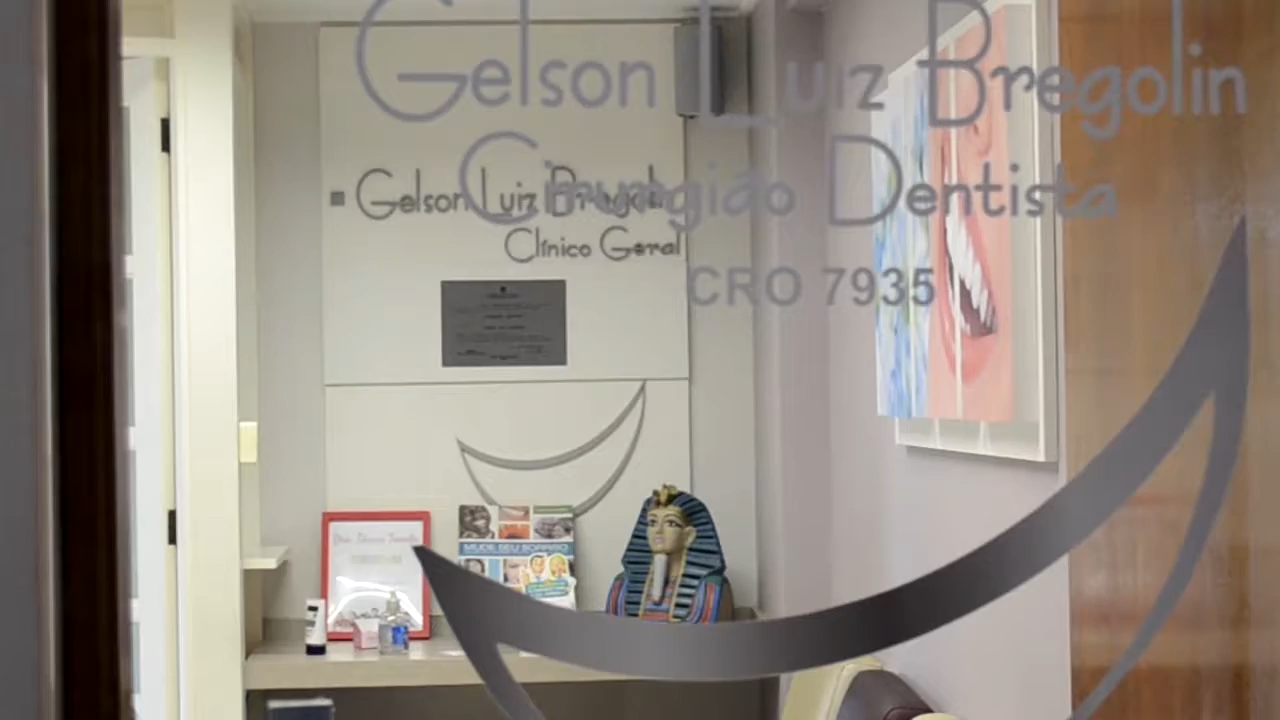 Gelson Luiz Bregolin
Cirurgião Dentista
CRO 7935
Gelson Luiz Bregolin
Clínico Geral
MUDE SEU SORRISO